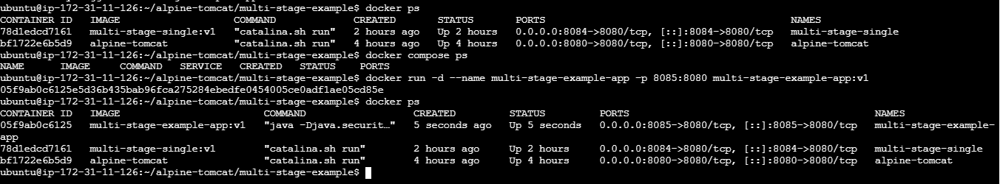 ubuntu@ip-172-31-11-126:~/alpine-tomcat/multi-stage-example$ docker ps
CONTAINER ID   IMAGE                   COMMAND             CREATED       STATUS       PORTS                                         NAMES
78d1edcd7161   multi-stage-single:v1   "catalina.sh run"   2 hours ago   Up 2 hours   0.0.0.0:8084->8080/tcp, [::]:8084->8080/tcp   multi-stage-single
bf1722e6b5d9   alpine-tomcat           "catalina.sh run"   4 hours ago   Up 4 hours   0.0.0.0:8080->8080/tcp, [::]:8080->8080/tcp   alpine-tomcat
ubuntu@ip-172-31-11-126:~/alpine-tomcat/multi-stage-example$ docker compose ps
NAME      IMAGE     COMMAND   SERVICE   CREATED   STATUS    PORTS
ubuntu@ip-172-31-11-126:~/alpine-tomcat/multi-stage-example$ docker run -d --name multi-stage-example-app -p 8085:8080 multi-stage-example-app:v1
05f9ab0c6125e5d36b435bab96fca275284ebedfe0454005ce0adf1ae05cd85e
ubuntu@ip-172-31-11-126:~/alpine-tomcat/multi-stage-example$ docker ps
CONTAINER ID   IMAGE                        COMMAND                  CREATED         STATUS         PORTS                                         NAMES
05f9ab0c6125   multi-stage-example-app:v1   "java -Djava.securit…"   5 seconds ago   Up 5 seconds   0.0.0.0:8085->8080/tcp, [::]:8085->8080/tcp   multi-stage-example-
app
78d1edcd7161   multi-stage-single:v1        "catalina.sh run"        2 hours ago     Up 2 hours     0.0.0.0:8084->8080/tcp, [::]:8084->8080/tcp   multi-stage-single
bf1722e6b5d9   alpine-tomcat                "catalina.sh run"        4 hours ago     Up 4 hours     0.0.0.0:8080->8080/tcp, [::]:8080->8080/tcp   alpine-tomcat
ubuntu@ip-172-31-11-126:~/alpine-tomcat/multi-stage-example$